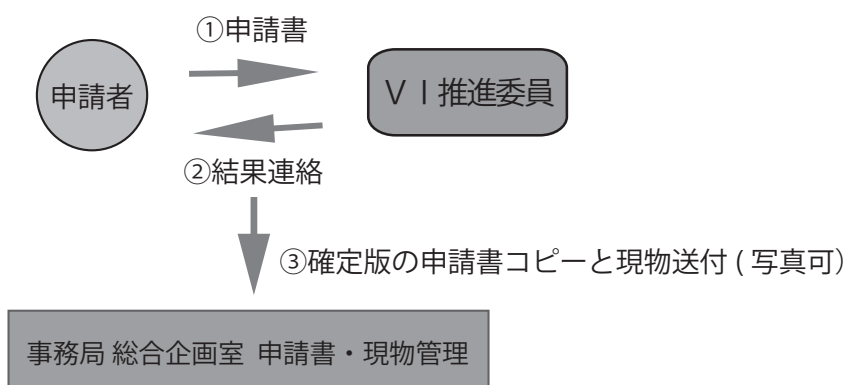 ①申請書
申請者
ＶＩ推進委員
②結果連絡
③確定版の申請書コピーと現物送付 ( 写真可）
事務局 総合企画室 申請書・現物管理